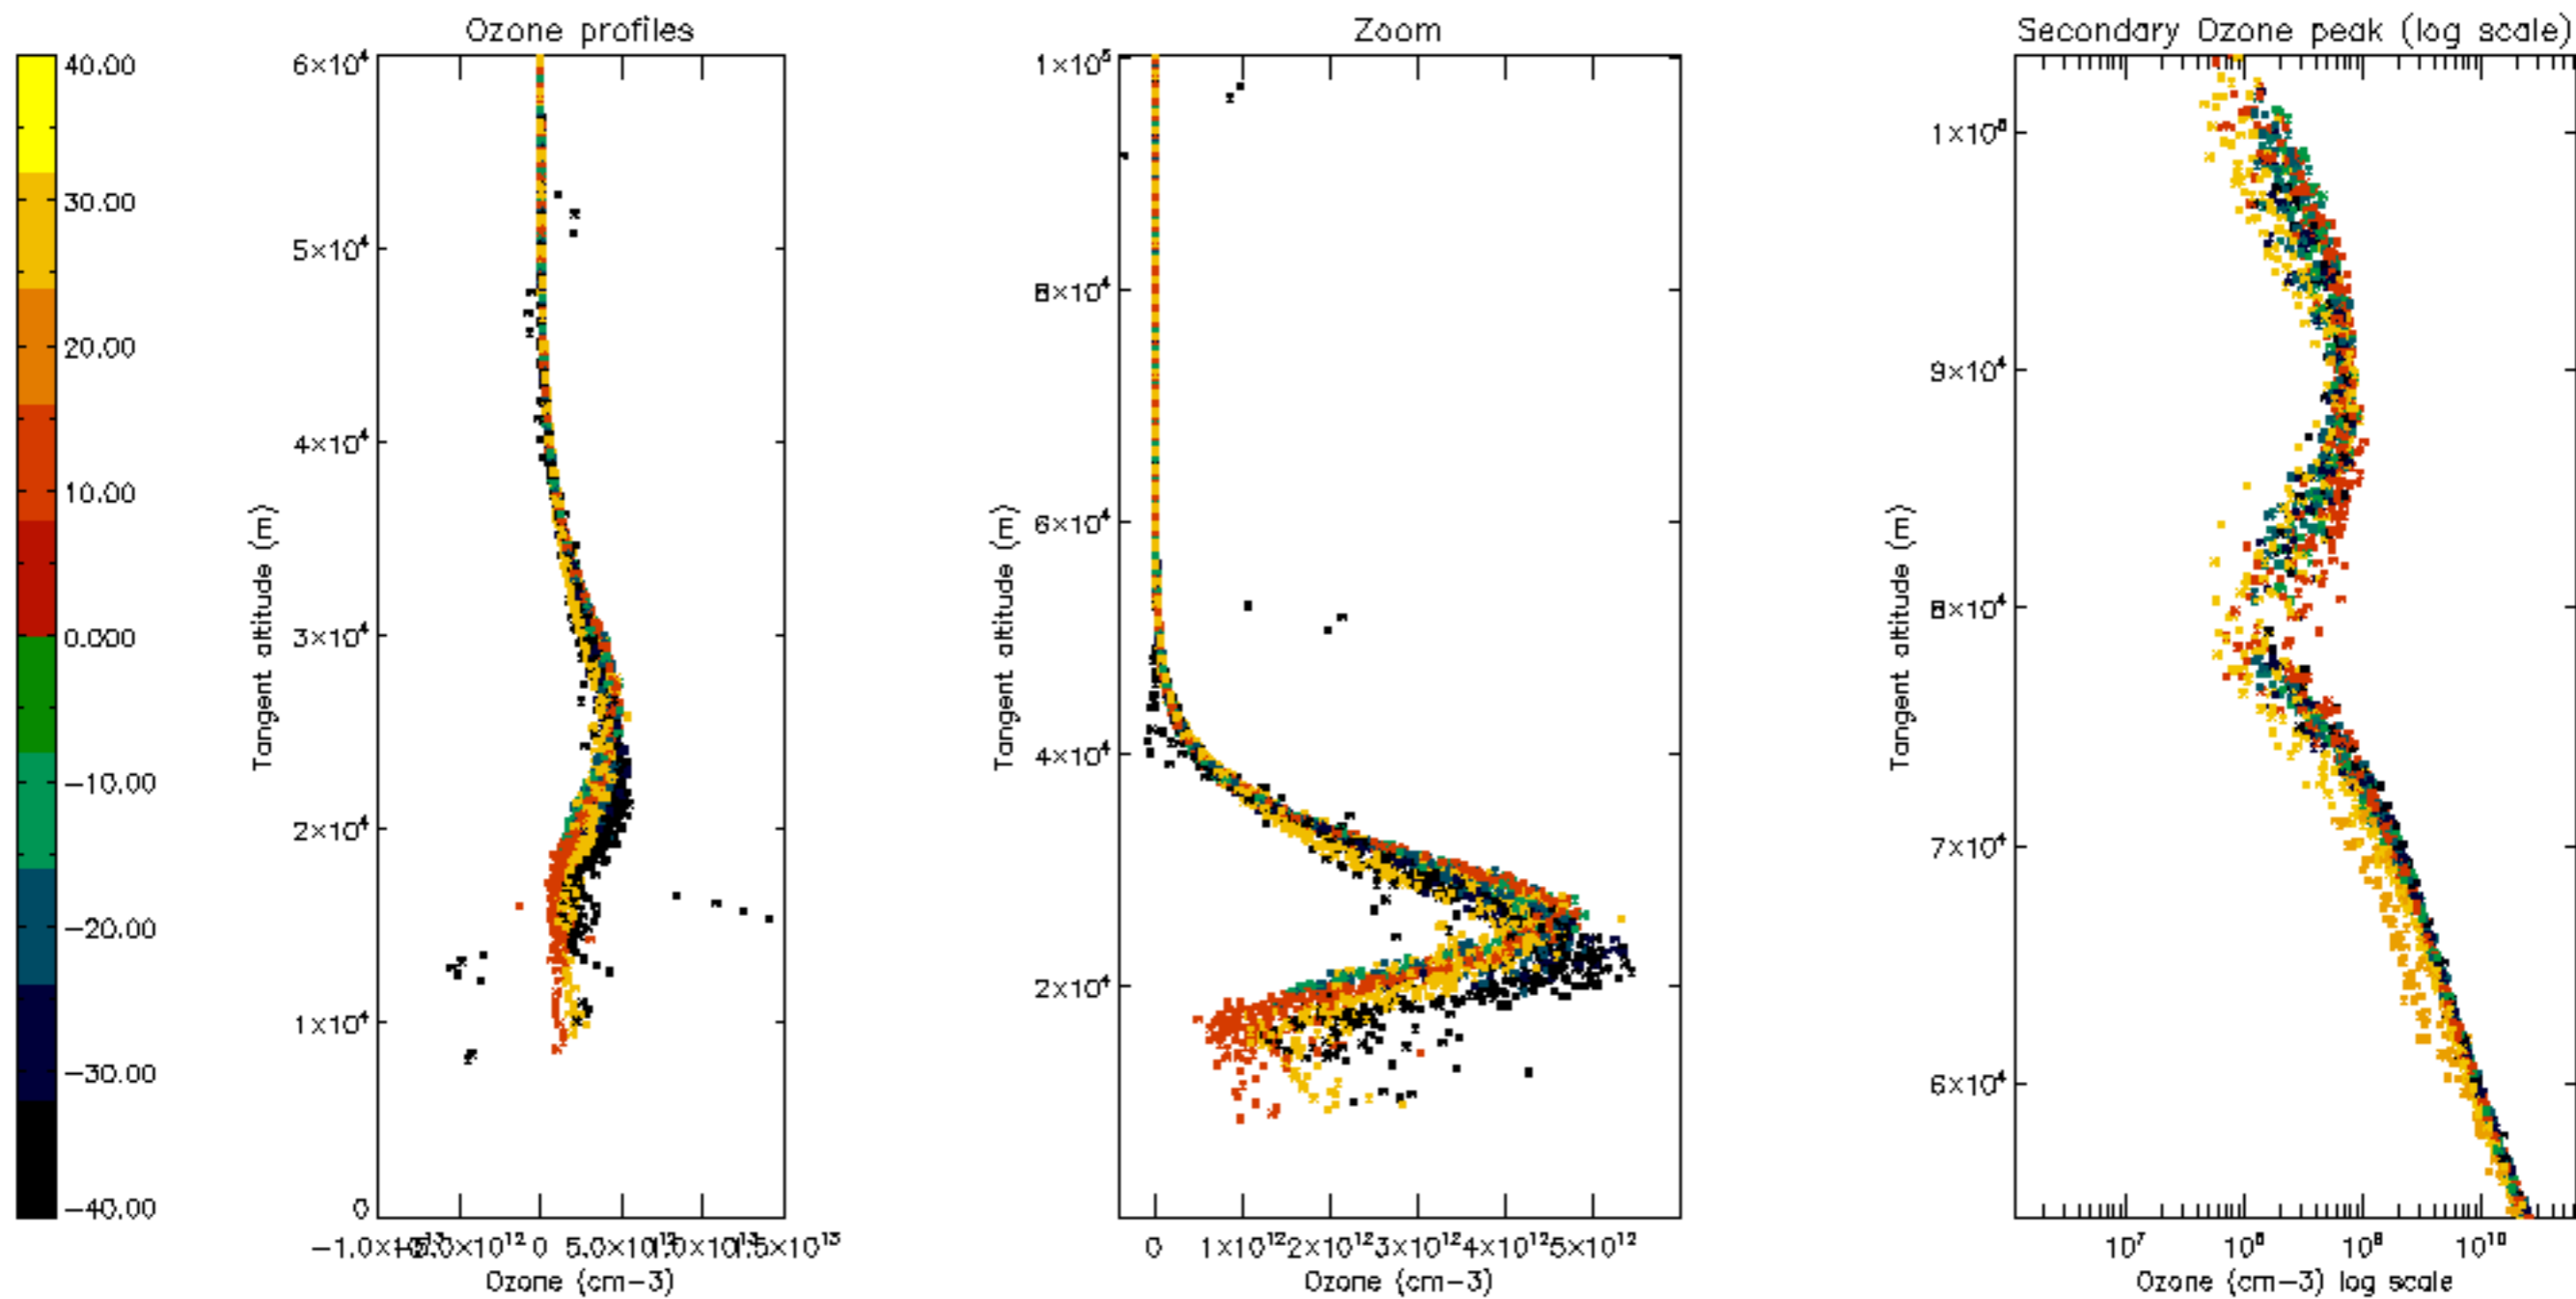 40.00
30.00
20.00
10.00
−10.00
−20.00
−30.00
−40.00
Ozone profiles
6×10⁴
5×10⁴
4×10⁴
3×10⁴
2×10⁴
1×10⁴
0
Tangent altitude (m)
0
Ozone (cm−3)
Zoom
1×10⁵
8×10⁴
6×10⁴
4×10⁴
2×10⁴
Tangent altitude (m)
0 1×10¹² 2×10¹² 3×10¹² 4×10¹² 5×10¹²
Ozone (cm−3)
Secondary Ozone peak (log scale)
9×10⁴
8×10⁴
7×10⁴
6×10⁴
Tangent altitude (m)
10⁷ 10⁸ 10⁹ 10¹⁰
Ozone (cm−3) log scale